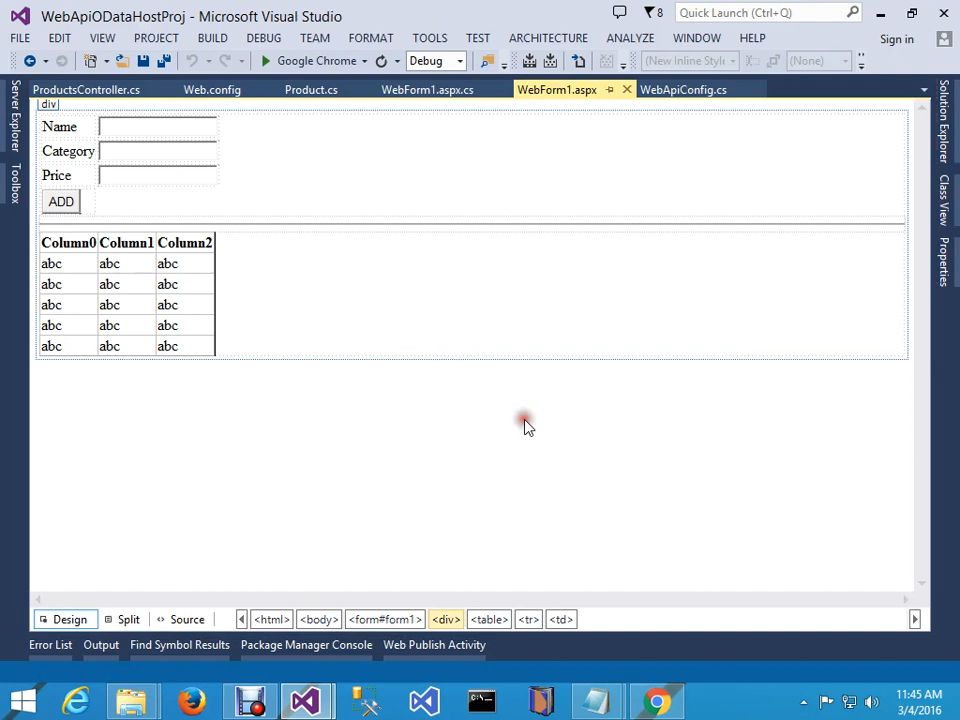 WebApiODataHostProj - Microsoft Visual Studio
8
Quick Launch (Ctrl+Q)
FILE EDIT VIEW PROJECT BUILD DEBUG TEAM FORMAT TOOLS TEST ARCHITECTURE ANALYZE WINDOW HELP Sign in
Google Chrome Debug (New Inline Style) (None)
ProductsController.cs Web.config Product.cs WebForm1.aspx.cs WebForm1.aspx WebApiConfig.cs
Server Explorer
Toolbox
Solution Explorer
Class View
Properties
div
Name
Category
Price
ADD
Column0 Column1 Column2
abc abc abc
abc abc abc
abc abc abc
abc abc abc
abc abc abc
Design Split Source <html> <body> <form#form1> <div> <table> <tr> <td>
Error List Output Find Symbol Results Package Manager Console Web Publish Activity
11:45 AM
3/4/2016